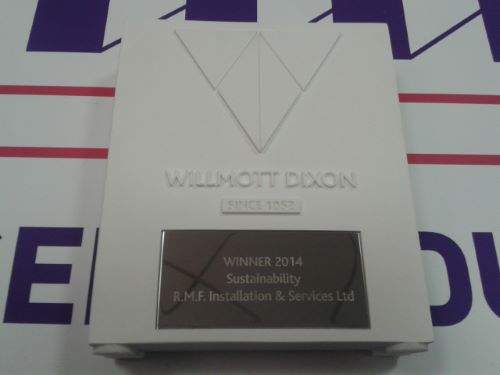 WILLMOTT DIXON
SINCE 1852
WINNER 2014
Sustainability
R.M.F. Installation & Services Ltd